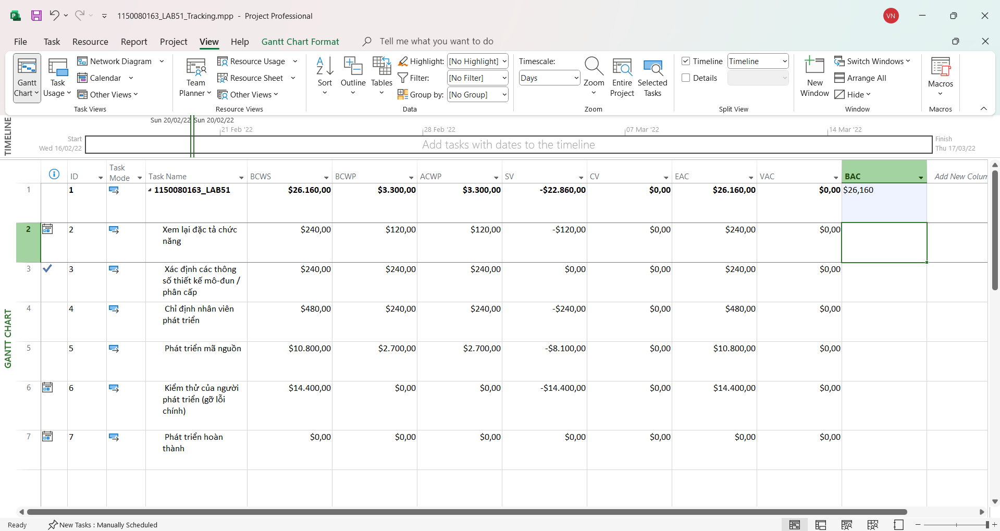 1150080163_LAB51_Tracking.mpp - Project Professional
VN
File Task Resource Report Project View Help Gantt Chart Format Tell me what you want to do
Gantt Chart
Task Usage
Network Diagram
Calendar
Other Views
Task Views
Team Planner
Resource Usage
Resource Sheet
Other Views
Resource Views
Sort
Outline
Tables
Highlight: [No Highlight]
Filter: [No Filter]
Group by: [No Group]
Data
Timescale:
Days
Zoom
Entire Project
Selected Tasks
Zoom
Timeline Timeline
Details
Split View
New Window
Switch Windows
Arrange All
Hide
Window
Macros
Macros
TIMELINE
Sun 20/02/22 Sun 20/02/22
21 Feb '22 28 Feb '22 07 Mar '22 14 Mar '22
Start
Wed 16/02/22
Add tasks with dates to the timeline
Finish
Thu 17/03/22
GANTT CHART
ID Task Mode Task Name BCWS BCWP ACWP SV CV EAC VAC BAC Add New Colum
1 1 1150080163_LAB51 $26.160,00 $3.300,00 $3.300,00 -$22.860,00 $0,00 $26.160,00 $0,00 $26,160
2 2 Xem lại đặc tả chức $240,00 $120,00 $120,00 -$120,00 $0,00 $240,00 $0,00
năng
3 3 Xác định các thông $240,00 $240,00 $240,00 $0,00 $0,00 $240,00 $0,00
số thiết kế mô-đun /
phân cấp
4 4 Chỉ định nhân viên $480,00 $240,00 $240,00 -$240,00 $0,00 $480,00 $0,00
phát triển
5 5 Phát triển mã nguồn $10.800,00 $2.700,00 $2.700,00 -$8.100,00 $0,00 $10.800,00 $0,00
6 6 Kiểm thử của người $14.400,00 $0,00 $0,00 -$14.400,00 $0,00 $14.400,00 $0,00
phát triển (gỡ lỗi
chính)
7 7 Phát triển hoàn $0,00 $0,00 $0,00 $0,00 $0,00 $0,00 $0,00
thành
Ready New Tasks : Manually Scheduled